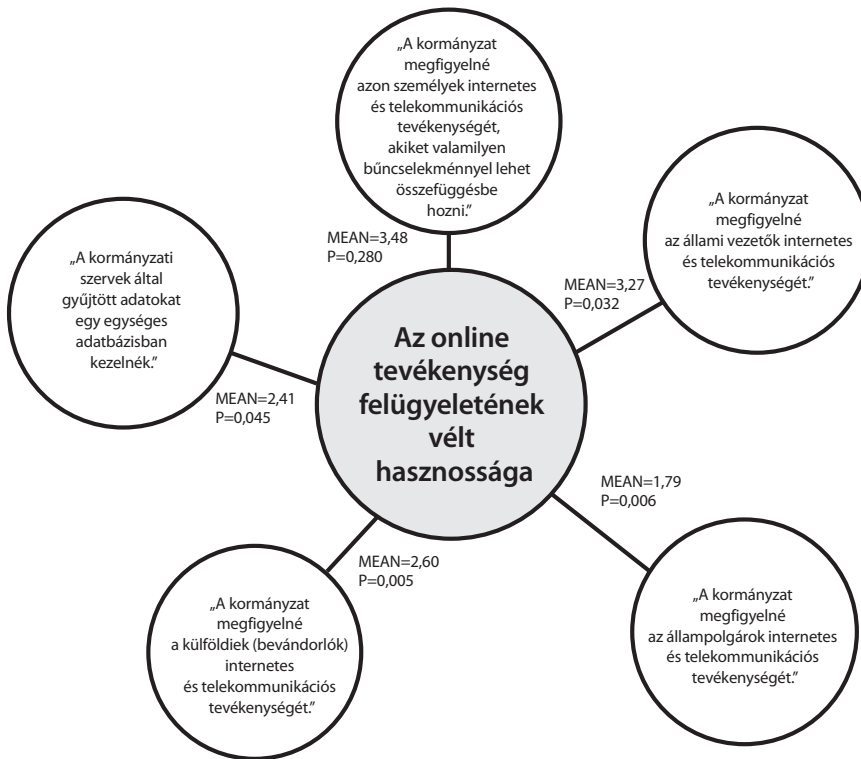 „A kormányzat
megfigyelné
azon személyek internetes
és telekommunikációs
tevékenységét,
akiket valamilyen
bűncselekménnyel lehet
összefüggésbe
hozni.”
MEAN=3,48
P=0,280
„A kormányzat
megfigyelné
az állami vezetők internetes
és telekommunikációs
tevékenységét.”
MEAN=3,27
P=0,032
„A kormányzati
szervek által
gyűjtött adatokat
egy egységes
adatbázisban
kezelnék.”
MEAN=2,41
P=0,045
Az online
tevékenység
felügyeletének
vélt
hasznossága
MEAN=1,79
P=0,006
MEAN=2,60
P=0,005
„A kormányzat
megfigyelné
a külföldiek (bevándorlók)
internetes
és telekommunikációs
tevékenységét.”
„A kormányzat
megfigyelné
az állampolgárok internetes
és telekommunikációs
tevékenységét.”